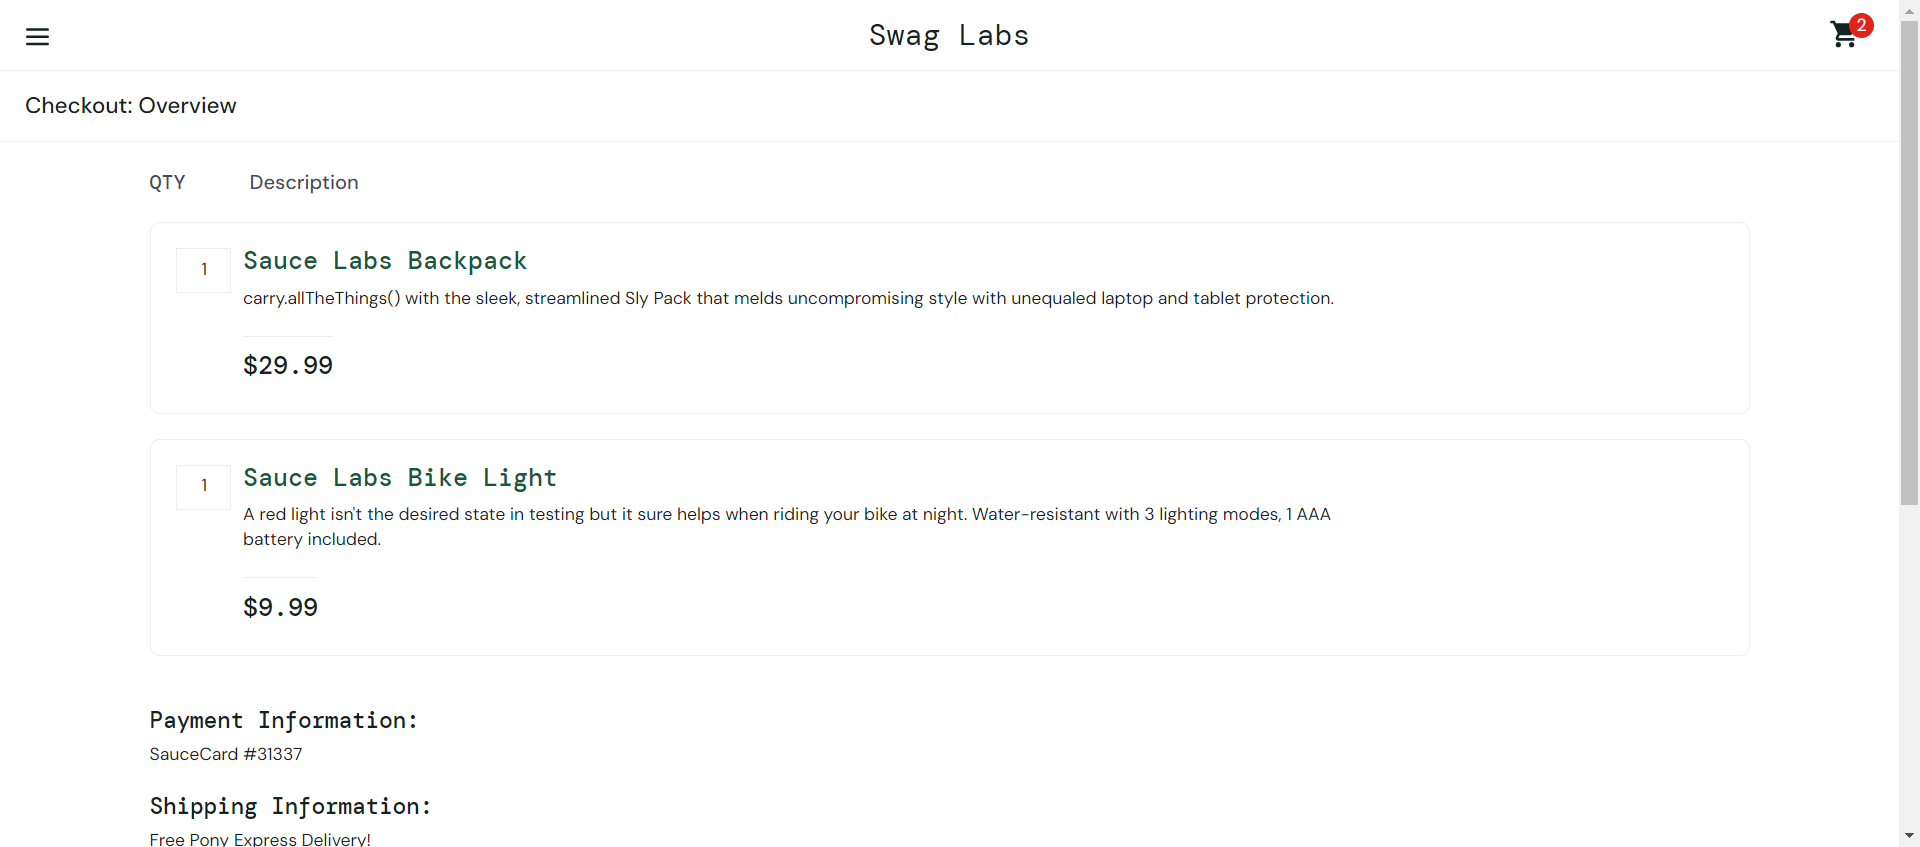 Swag Labs
2
Checkout: Overview
QTY Description
1
Sauce Labs Backpack
carry.allTheThings() with the sleek, streamlined Sly Pack that melds uncompromising style with unequaled laptop and tablet protection.
$29.99
1
Sauce Labs Bike Light
A red light isn't the desired state in testing but it sure helps when riding your bike at night. Water-resistant with 3 lighting modes, 1 AAA
battery included.
$9.99
Payment Information:
SauceCard #31337
Shipping Information:
Free Pony Express Delivery!